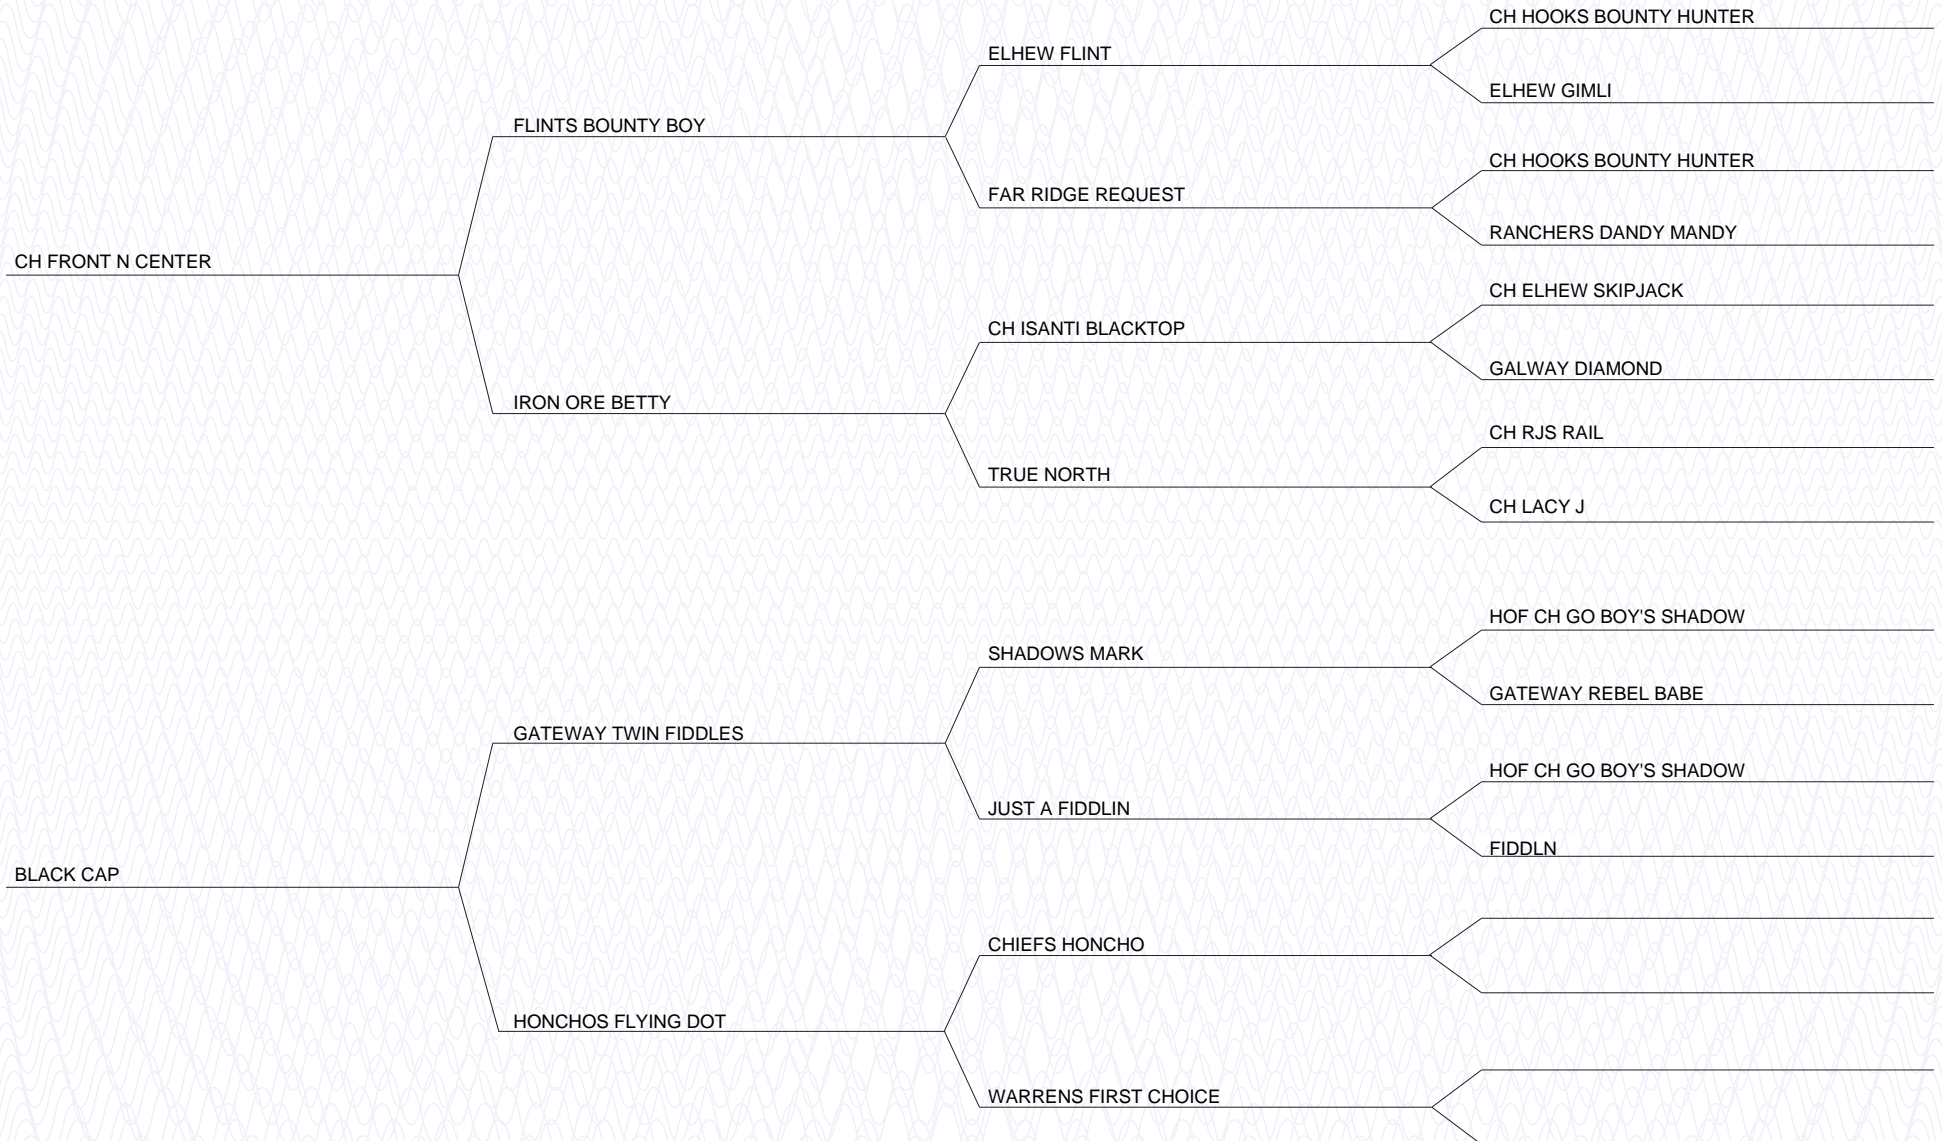 CH HOOKS BOUNTY HUNTER
ELHEW FLINT
ELHEW GIMLI
FLINTS BOUNTY BOY
CH HOOKS BOUNTY HUNTER
FAR RIDGE REQUEST
RANCHERS DANDY MANDY
CH FRONT N CENTER
CH ELHEW SKIPJACK
CH ISANTI BLACKTOP
GALWAY DIAMOND
IRON ORE BETTY
CH RJS RAIL
TRUE NORTH
CH LACY J
HOF CH GO BOY'S SHADOW
SHADOWS MARK
GATEWAY REBEL BABE
GATEWAY TWIN FIDDLES
HOF CH GO BOY'S SHADOW
JUST A FIDDLIN
FIDDLN
BLACK CAP
CHIEFS HONCHO
HONCHOS FLYING DOT
WARRENS FIRST CHOICE